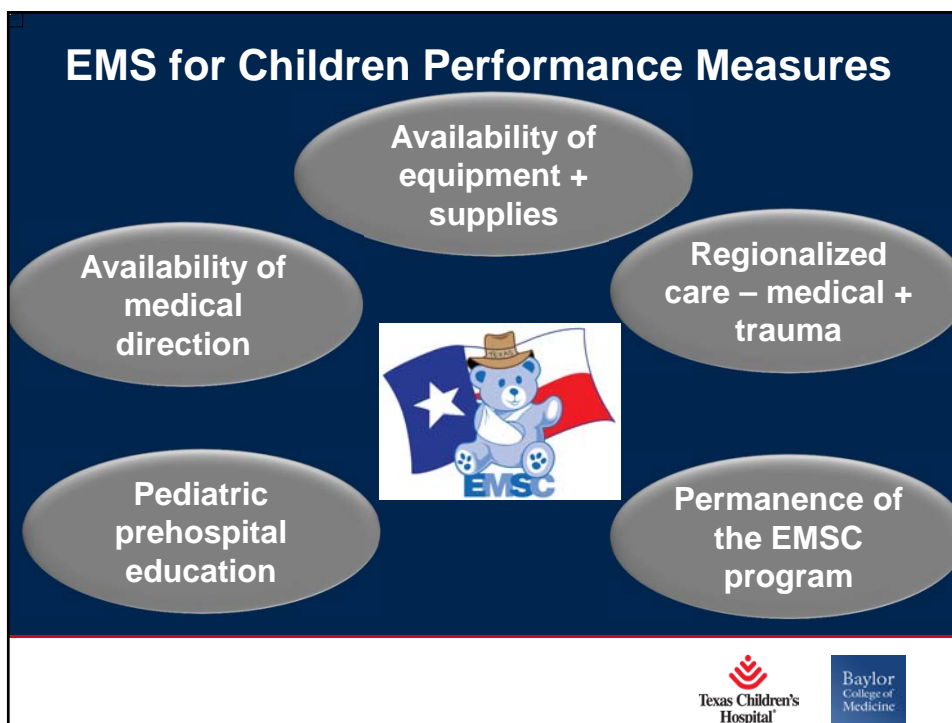 EMS for Children Performance Measures
Availability of
equipment +
supplies
Availability of
medical
direction
Regionalized
care – medical +
trauma
TEXAS
EMSC
Pediatric
prehospital
education
Permanence of
the EMSC
program
Texas Children's
Hospital®
Baylor
College of
Medicine